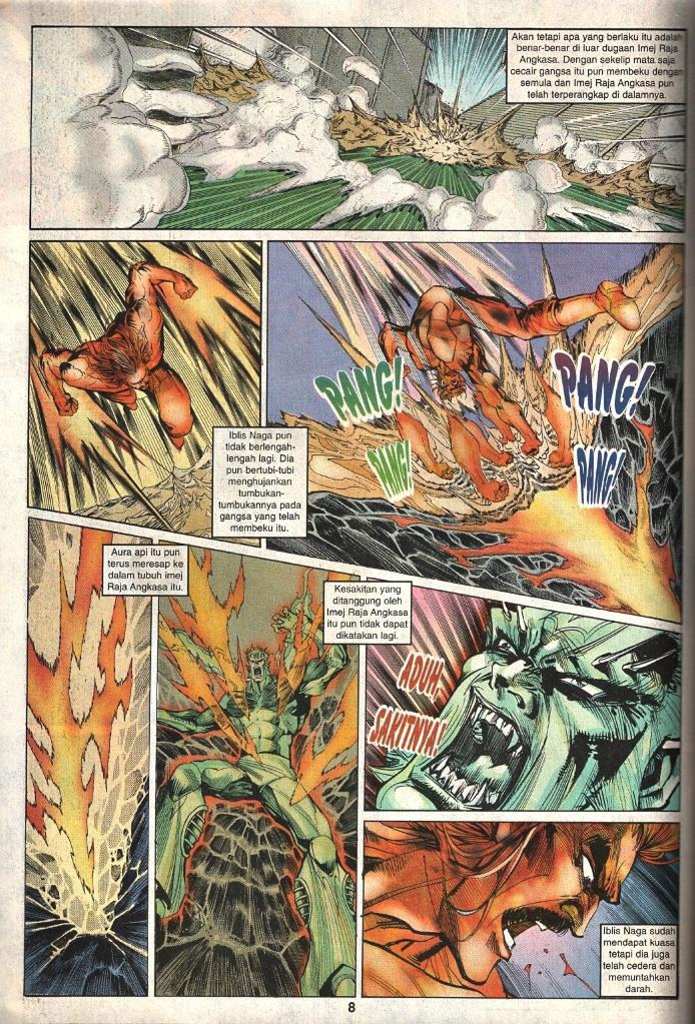 Akan tetapi apa yang berlaku itu adalah
benar-benar di luar dugaan Imej Raja
Angkasa. Dengan sekelip mata saja
cecair gangsa itu pun membeku dengan
semula dan Imej Raja Angkasa pun
telah terperangkap di dalamnya.
Iblis Naga pun
tidak berlengah-
lengah lagi. Dia
pun bertubi-tubi
menghujankan
tumbukan-
tumbukannya pada
gangsa yang telah
membeku itu.
PANG!
PANG!
PANG!
PANG!
Aura api itu pun
terus meresap ke
dalam tubuh imej
Raja Angkasa itu.
Kesakitan yang
ditanggung oleh
Imej Raja Angkasa
itu pun tidak dapat
dikatakan lagi.
ADUH,
SAKITNYA!
Iblis Naga sudah
mendapat kuasa
tetapi dia juga
telah cedera dan
memuntahkan
darah.
8